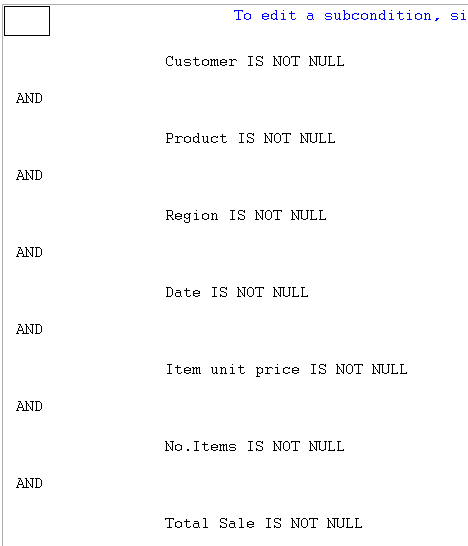 To edit a subcondition, si
Customer IS NOT NULL
AND
Product IS NOT NULL
AND
Region IS NOT NULL
AND
Date IS NOT NULL
AND
Item unit price IS NOT NULL
AND
No.Items IS NOT NULL
AND
Total Sale IS NOT NULL